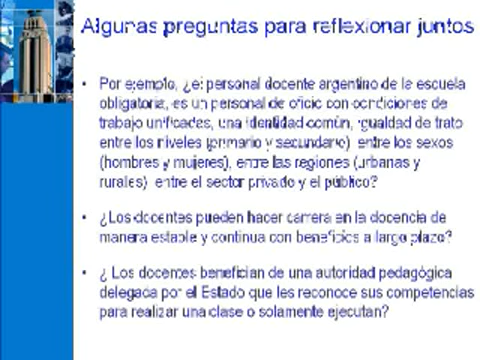 Algunas preguntas para reflexionar juntos
• Por ejemplo, ¿el personal docente argentino de la escuela
obligatoria, es un personal de oficio con condiciones de
trabajo unificadas, una identidad común, igualdad de trato
entre los niveles (primario y secundario) entre los sexos
(hombres y mujeres), entre las regiones (urbanas y
rurales) entre el sector privado y el público?
• ¿Los docentes pueden hacer carrera en la docencia de
manera estable y continua con beneficios a largo plazo?
• ¿ Los docentes benefician de una autoridad pedagógica
delegada por el Estado que les reconoce sus competencias
para realizar una clase o solamente ejecutan?